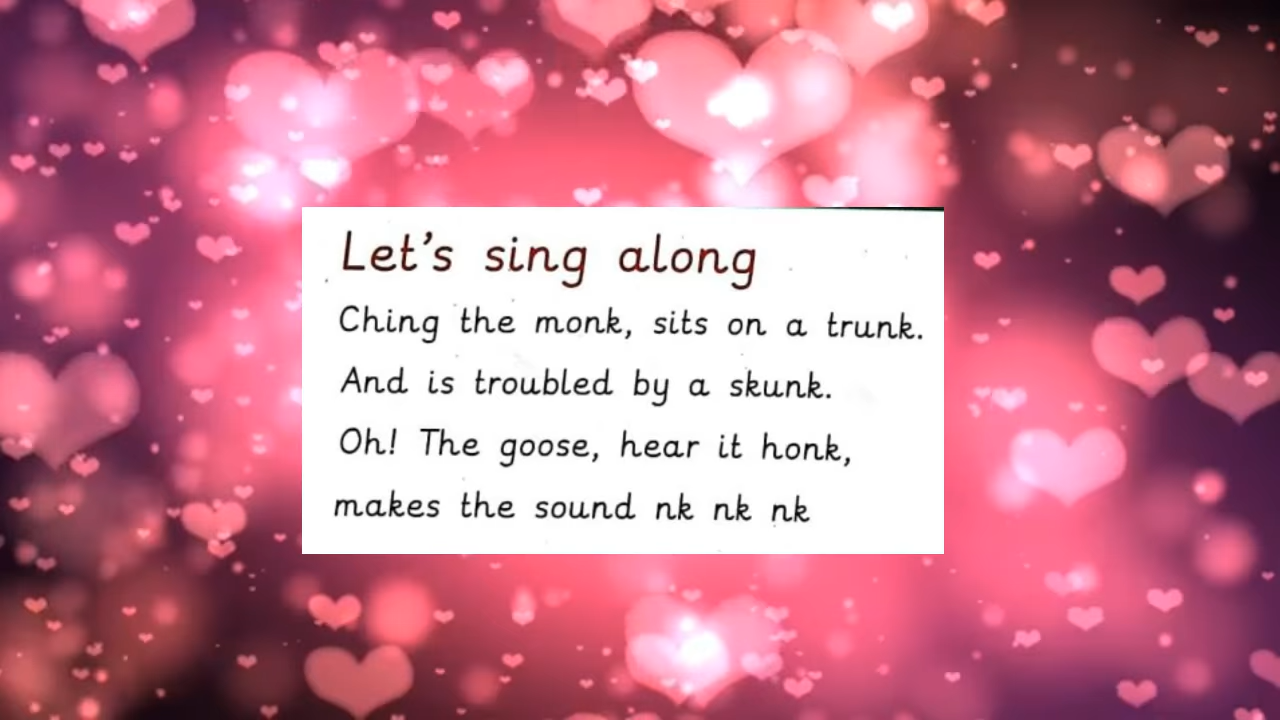 Let's sing along
Ching the monk, sits on a trunk.
And is troubled by a skunk.
Oh! The goose, hear it honk,
makes the sound nk nk nk